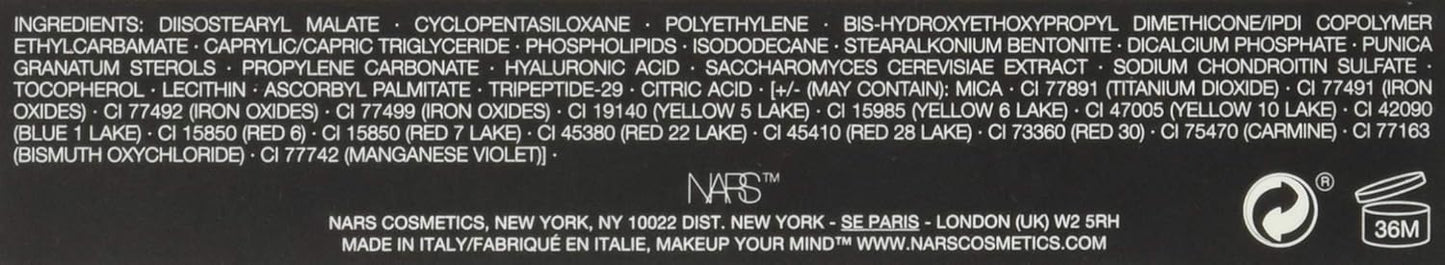 INGREDIENTS: DIISOSTEARYL MALATE · CYCLOPENTASILOXANE · POLYETHYLENE · BIS-HYDROXYETHOXYPROPYL DIMETHICONE/IPDI COPOLYMER
ETHYLCARBAMATE · CAPRYLIC/CAPRIC TRIGLYCERIDE · PHOSPHOLIPIDS · ISODODECANE · STEARALKONIUM BENTONITE · DICALCIUM PHOSPHATE · PUNICA
GRANATUM STEROLS · PROPYLENE CARBONATE · HYALURONIC ACID · SACCHAROMYCES CEREVISIAE EXTRACT · SODIUM CHONDROITIN SULFATE ·
TOCOPHEROL · LECITHIN · ASCORBYL PALMITATE · TRIPEPTIDE-29 · CITRIC ACID · [+/- (MAY CONTAIN): MICA · CI 77891 (TITANIUM DIOXIDE) · CI 77491 (IRON
OXIDES) · CI 77492 (IRON OXIDES) · CI 77499 (IRON OXIDES) · CI 19140 (YELLOW 5 LAKE) · CI 15985 (YELLOW 6 LAKE) · CI 47005 (YELLOW 10 LAKE) · CI 42090
(BLUE 1 LAKE) · CI 15850 (RED 6) · CI 15850 (RED 7 LAKE) · CI 45380 (RED 22 LAKE) · CI 45410 (RED 28 LAKE) · CI 73360 (RED 30) · CI 75470 (CARMINE) · CI 77163
(BISMUTH OXYCHLORIDE) · CI 77742 (MANGANESE VIOLET)] ·
NARS™
NARS COSMETICS, NEW YORK, NY 10022 DIST. NEW YORK - SE PARIS - LONDON (UK) W2 5RH
MADE IN ITALY/FABRIQUÉ EN ITALIE, MAKEUP YOUR MIND™ WWW.NARSCOSMETICS.COM
®
36M